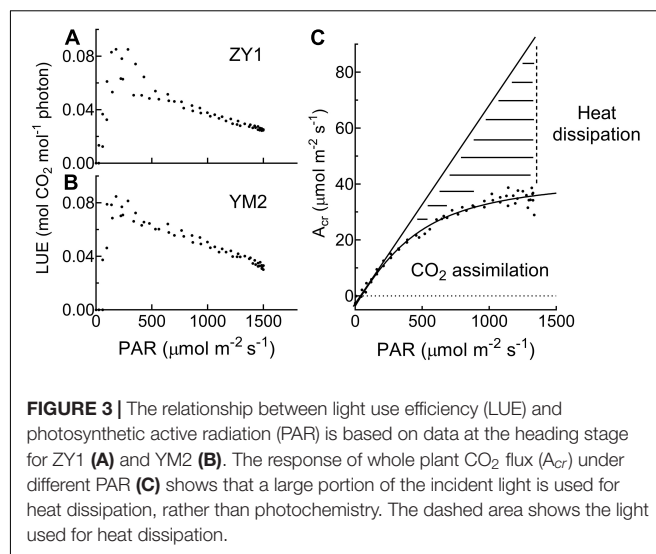 A
ZY1
0.08
0.04
0.00
B
YM2
0.08
0.04
0.00
LUE (mol CO₂ mol⁻¹ photon)
0 500 1000 1500
PAR (μmol m⁻² s⁻¹)
C
80
60
40
20
0
A_cr (μmol m⁻² s⁻¹)
Heat
dissipation
CO₂ assimilation
0 500 1000 1500
PAR (μmol m⁻² s⁻¹)
FIGURE 3 | The relationship between light use efficiency (LUE) and
photosynthetic active radiation (PAR) is based on data at the heading stage
for ZY1 (A) and YM2 (B). The response of whole plant CO₂ flux (A_cr) under
different PAR (C) shows that a large portion of the incident light is used for
heat dissipation, rather than photochemistry. The dashed area shows the light
used for heat dissipation.